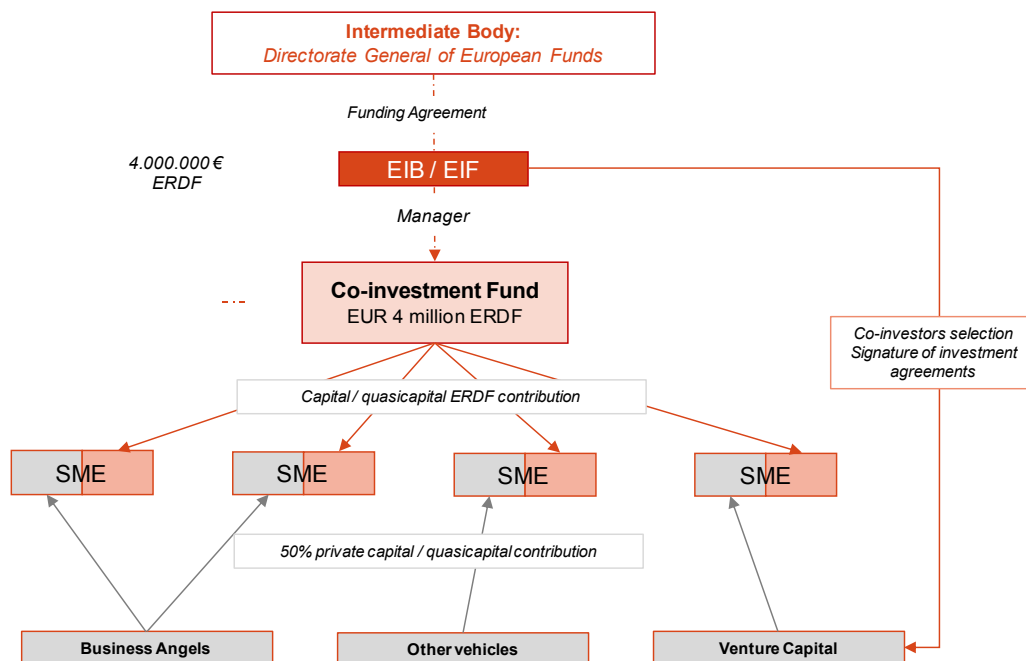 Intermediate Body:
Directorate General of European Funds
Funding Agreement
4.000.000 €
ERDF
EIB / EIF
Manager
Co-investment Fund
EUR 4 million ERDF
Co-investors selection
Signature of investment
agreements
Capital / quasicapital ERDF contribution
SME
SME
SME
SME
50% private capital / quasicapital contribution
Business Angels
Other vehicles
Venture Capital